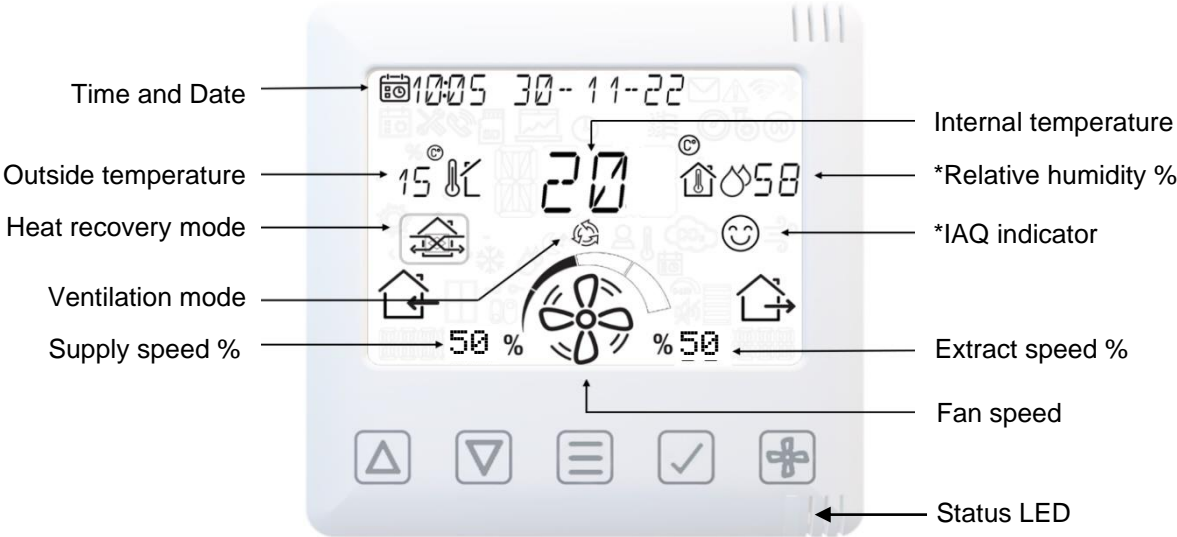 Time and Date
10:05 30-11-22
Internal temperature
C°
C°
Outside temperature
15
20
58
*Relative humidity %
Heat recovery mode
*IAQ indicator
Ventilation mode
Supply speed %
50 %
% 50
Extract speed %
Fan speed
Status LED